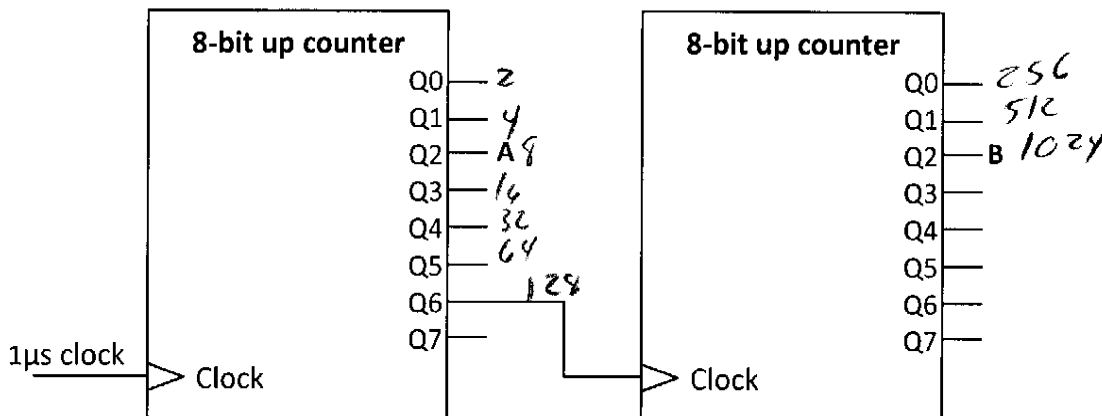 8-bit up counter
Q0 2
Q1 4
Q2 A 8
Q3 16
Q4 32
Q5 64
Q6 128
Q7
1µs clock
Clock
8-bit up counter
Q0 256
Q1 512
Q2 B 1024
Q3
Q4
Q5
Q6
Q7
Clock